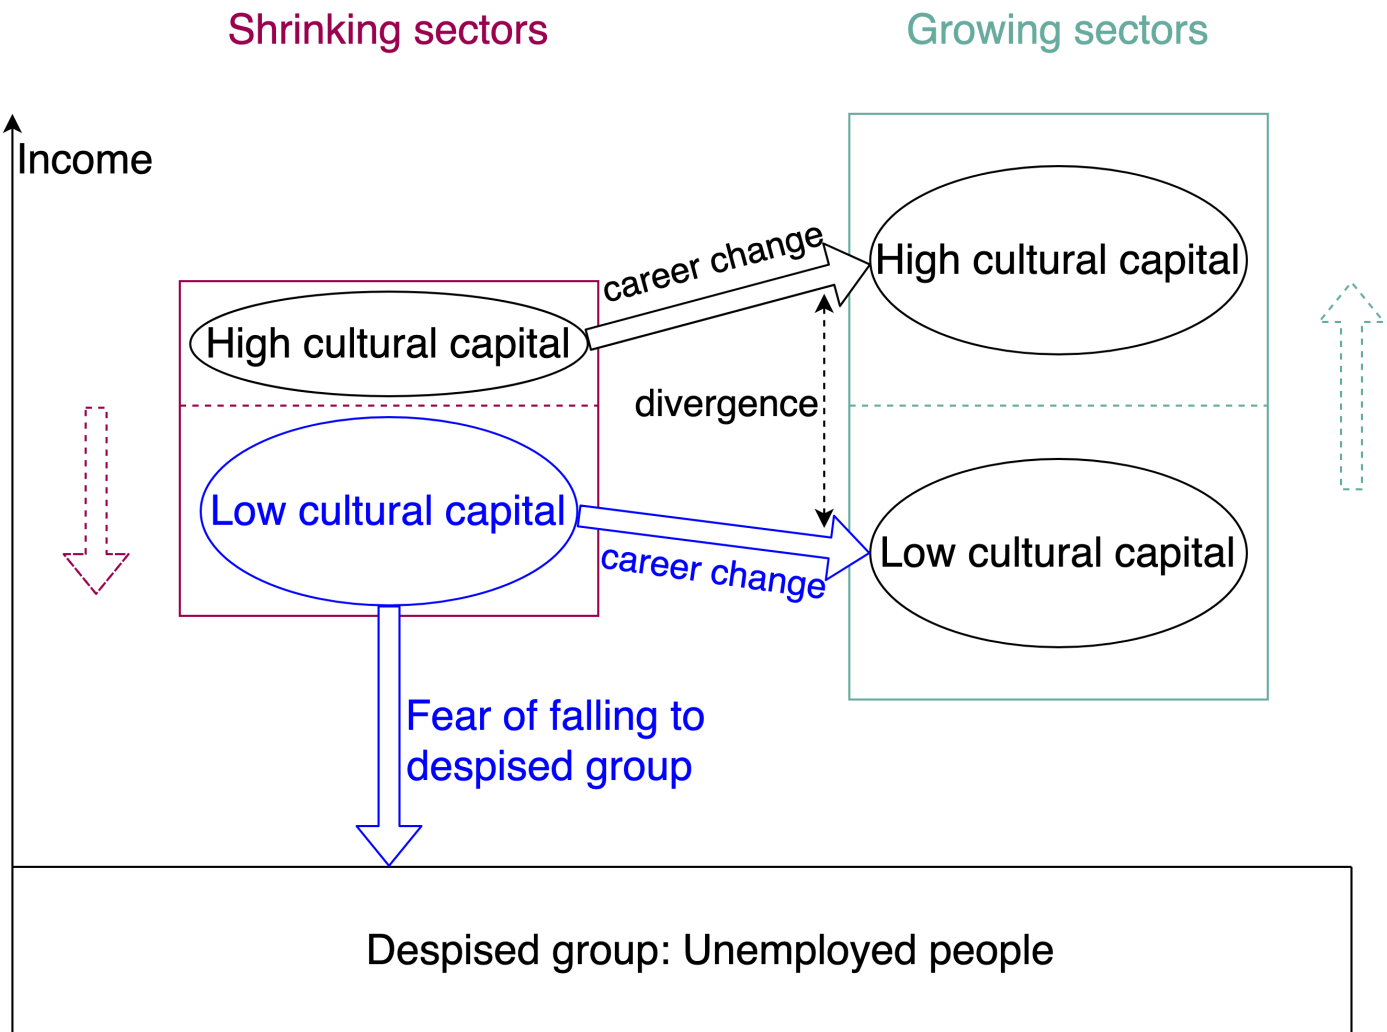 Shrinking sectors
Growing sectors
Income
career change
High cultural capital
High cultural capital
divergence
Low cultural capital
career change
Low cultural capital
Fear of falling to
despised group
Despised group: Unemployed people